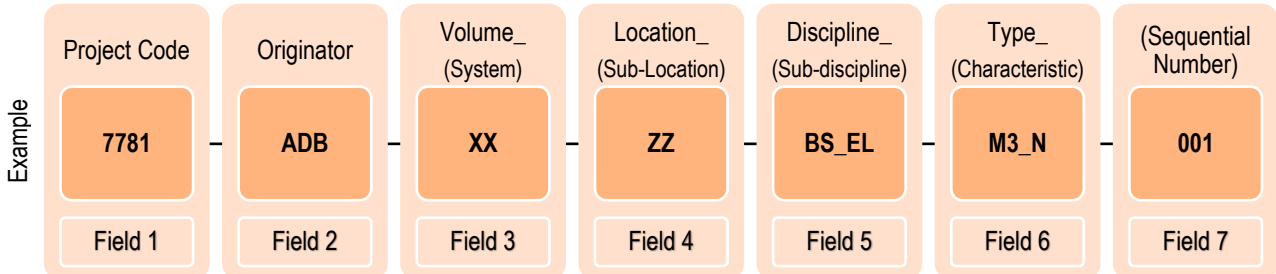 Example
Project Code
7781
Field 1
–
Originator
ADB
Field 2
–
Volume_
(System)
XX
Field 3
–
Location_
(Sub-Location)
ZZ
Field 4
–
Discipline_
(Sub-discipline)
BS_EL
Field 5
–
Type_
(Characteristic)
M3_N
Field 6
–
(Sequential
Number)
001
Field 7